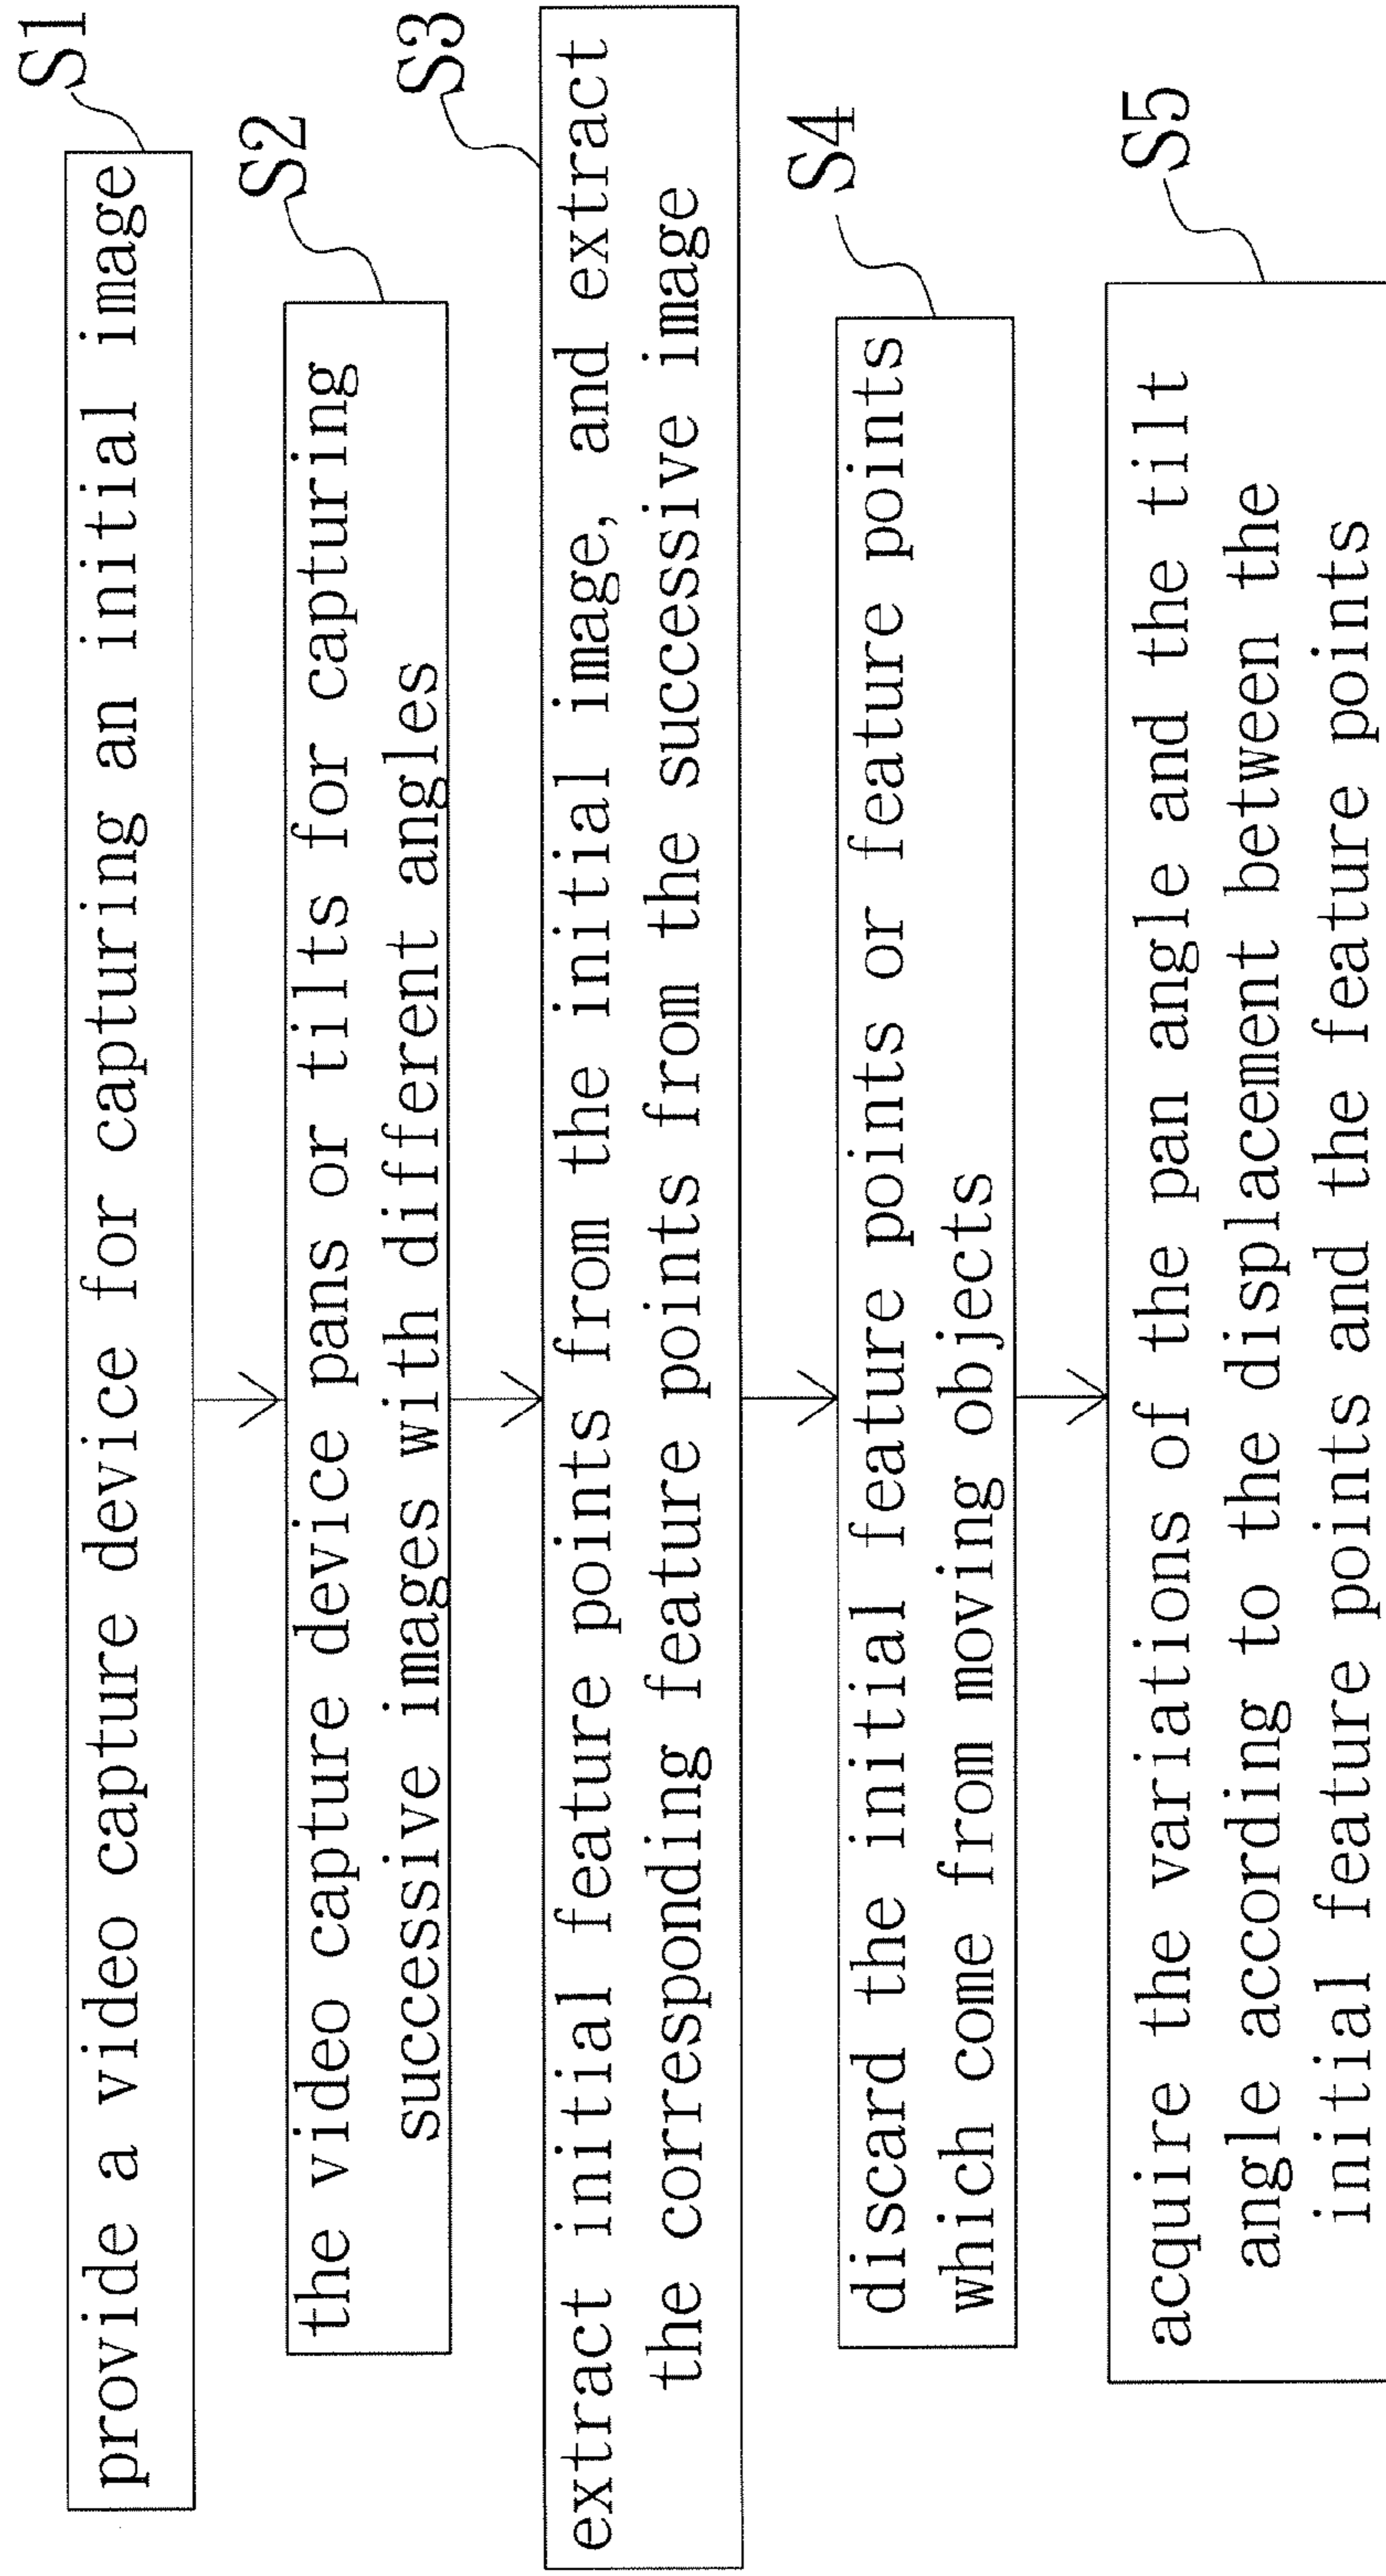 provide a video capture device for capturing an initial image
S1
the video capture device pans or tilts for capturing
successive images with different angles
S2
extract initial feature points from the initial image, and extract
the corresponding feature points from the successive image
S3
discard the initial feature points or feature points
which come from moving objects
S4
acquire the variations of the pan angle and the tilt
angle according to the displacement between the
initial feature points and the feature points
S5